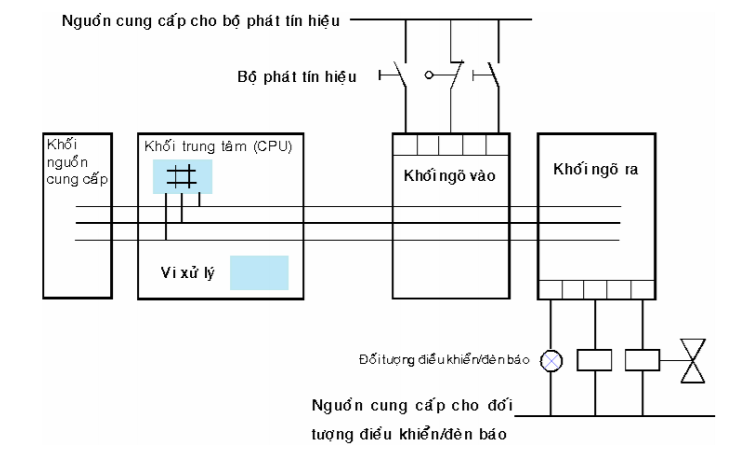 Nguồn cung cấp cho bộ phát tín hiệu
Bộ phát tín hiệu
Khối
nguồn
cung cấp
Khối trung tâm (CPU)
Khối ngõ vào
Khối ngõ ra
Vi xử lý
Đối tượng điều khiển/đèn báo
Nguồn cung cấp cho đối
tượng điều khiển/đèn báo